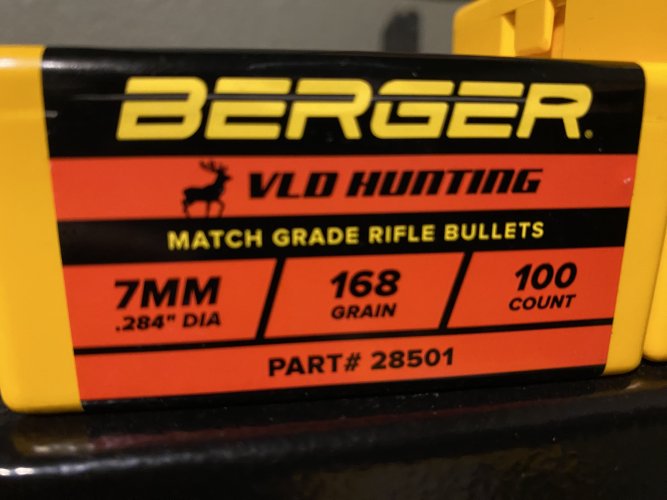 BERGER.
VLD HUNTING
MATCH GRADE RIFLE BULLETS
7MM 168 100
.284" DIA GRAIN COUNT
PART# 28501